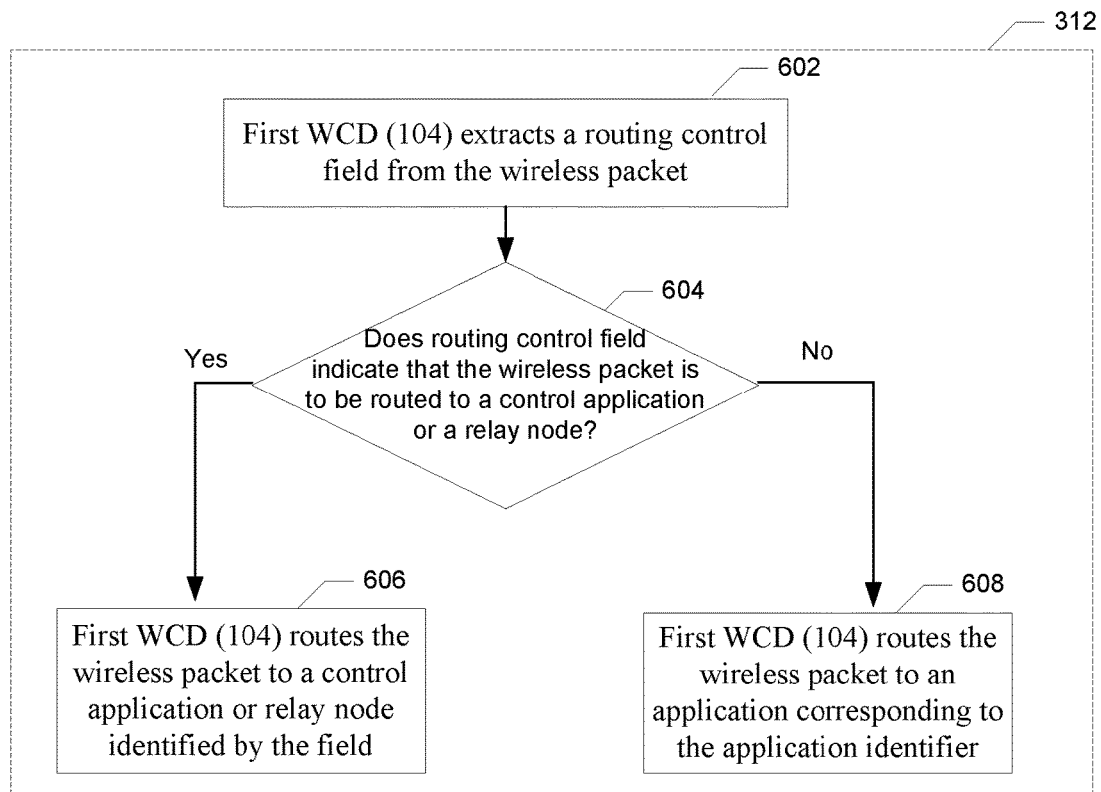 312
602
First WCD (104) extracts a routing control
field from the wireless packet
604
Does routing control field
indicate that the wireless packet is
to be routed to a control application
or a relay node?
Yes
No
606
First WCD (104) routes the
wireless packet to a control
application or relay node
identified by the field
608
First WCD (104) routes the
wireless packet to an
application corresponding to
the application identifier